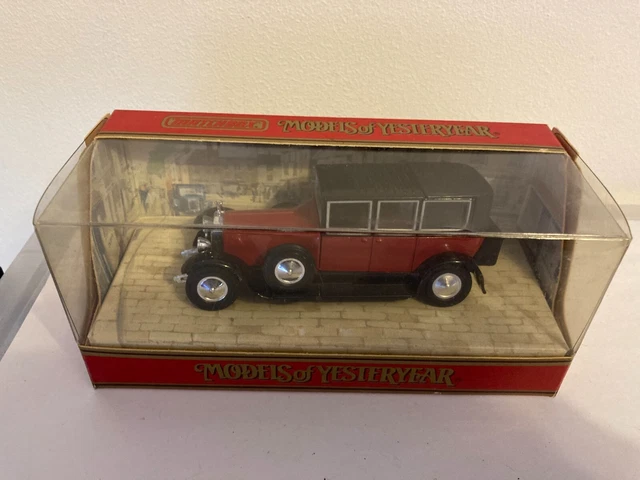 MATCHBOX MODELS of YESTERYEAR
MODELS of YESTERYEAR